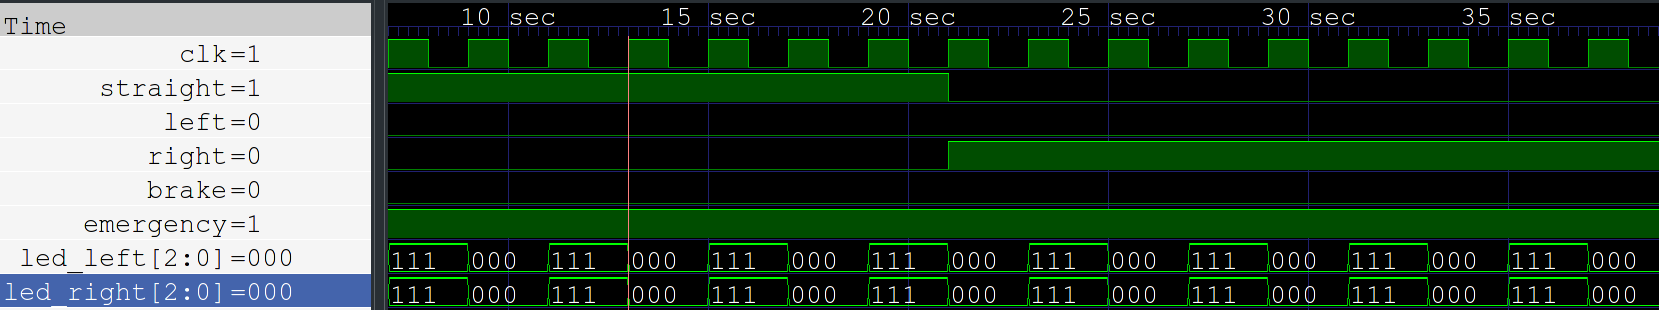 10 sec 15 sec 20 sec 25 sec 30 sec 35 sec
Time
clk=1
straight=1
left=0
right=0
brake=0
emergency=1
led_left[2:0]=000 111 000 111 000 111 000 111 000 111 000 111 000 111 000 111 000
led_right[2:0]=000 111 000 111 000 111 000 111 000 111 000 111 000 111 000 111 000